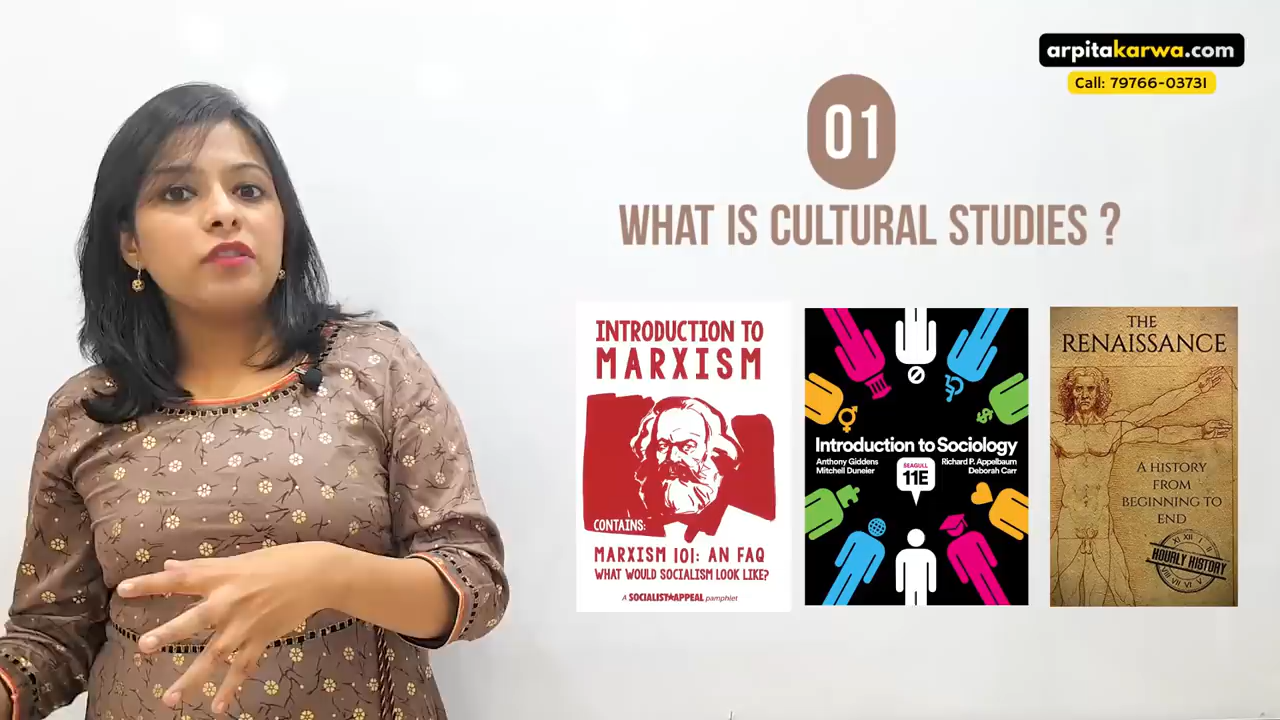 arpitakarwa.com
Call: 79766-03731
01
WHAT IS CULTURAL STUDIES ?
INTRODUCTION TO
MARXISM
CONTAINS:
MARXISM 101: AN FAQ
WHAT WOULD SOCIALISM LOOK LIKE?
A SOCIALIST★APPEAL pamphlet
Introduction to Sociology
Anthony Giddens
Mitchell Duneier
Richard P. Appelbaum
Deborah Carr
SEAGULL
11E
THE
RENAISSANCE
A HISTORY
FROM
BEGINNING TO
END
HOURLY HISTORY